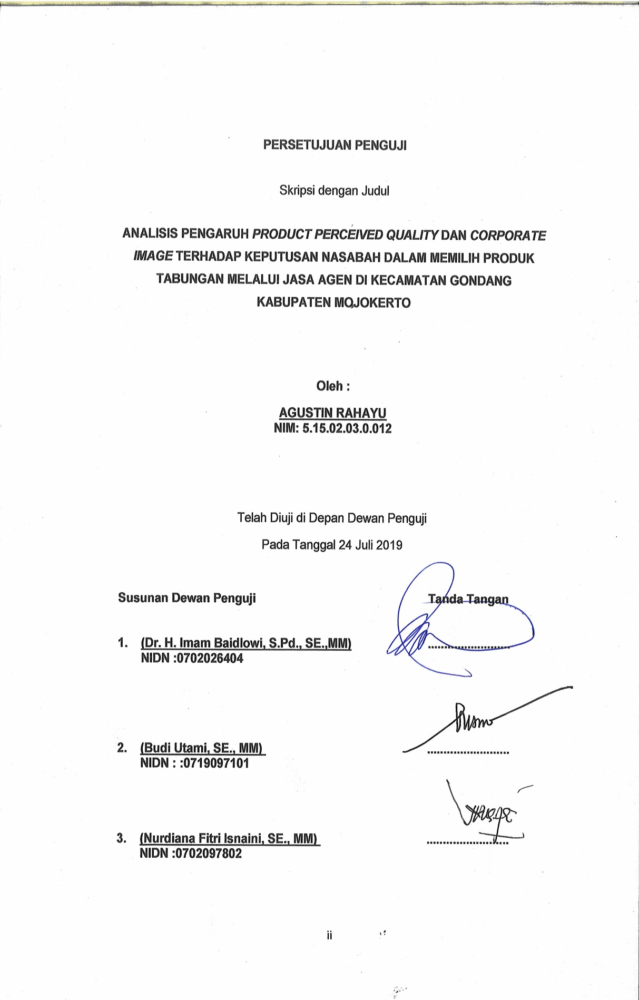 PERSETUJUAN PENGUJI
Skripsi dengan Judul
ANALISIS PENGARUH PRODUCT PERCEIVED QUALITY DAN CORPORATE
IMAGE TERHADAP KEPUTUSAN NASABAH DALAM MEMILIH PRODUK
TABUNGAN MELALUI JASA AGEN DI KECAMATAN GONDANG
KABUPATEN MOJOKERTO
Oleh :
AGUSTIN RAHAYU
NIM: 5.15.02.03.0.012
Telah Diuji di Depan Dewan Penguji
Pada Tanggal 24 Juli 2019
Susunan Dewan Penguji Tanda Tangan
1. (Dr. H. Imam Baidlowi, S.Pd., SE.,MM) ........................
NIDN :0702026404
2. (Budi Utami, SE., MM) ........................
NIDN : :0719097101
3. (Nurdiana Fitri Isnaini, SE., MM) ........................
NIDN :0702097802
ii